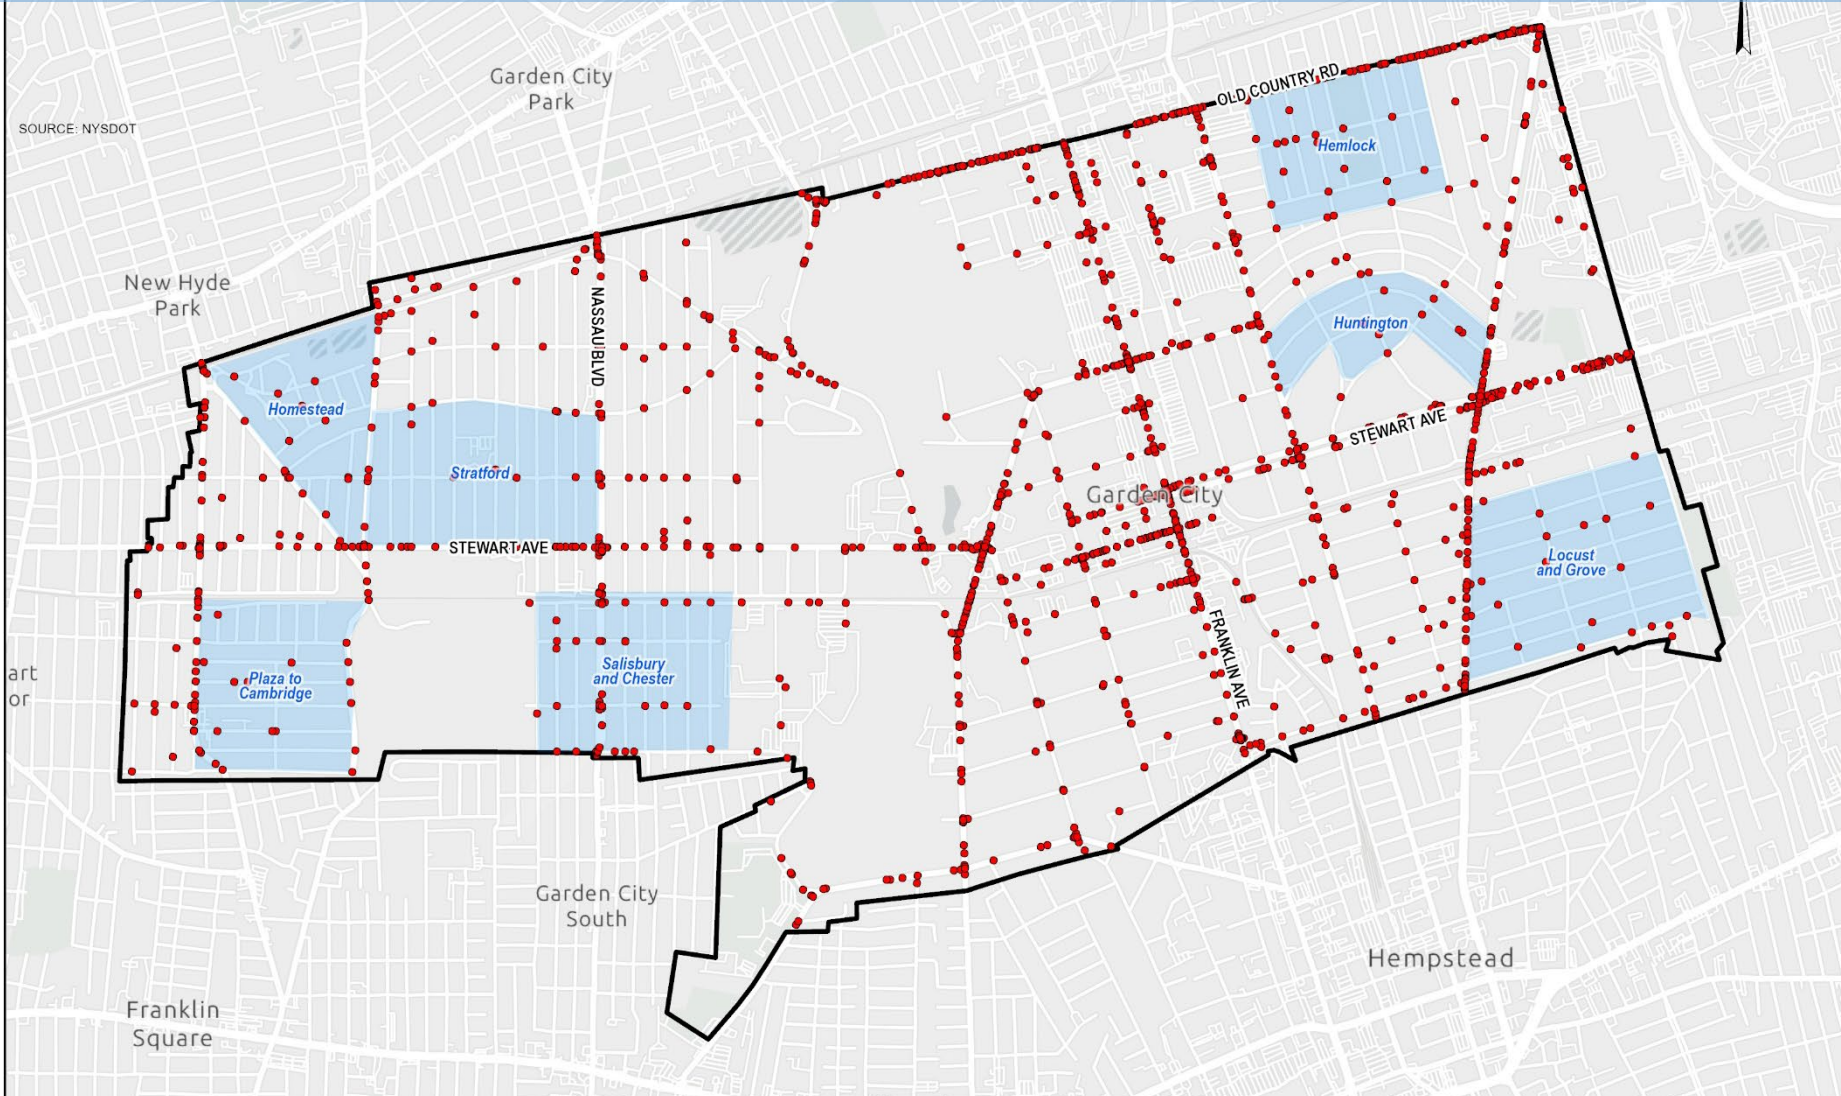 Garden City
Park
OLD COUNTRY RD
SOURCE: NYSDOT
Hemlock
New Hyde
Park
NASSAU BLVD
Huntington
Homestead
STEWART AVE
Stratford
Garden City
STEWART AVE
Locust
and Grove
FRANKLIN AVE
art
or
Plaza to
Cambridge
Salisbury
and Chester
Garden City
South
Hempstead
Franklin
Square